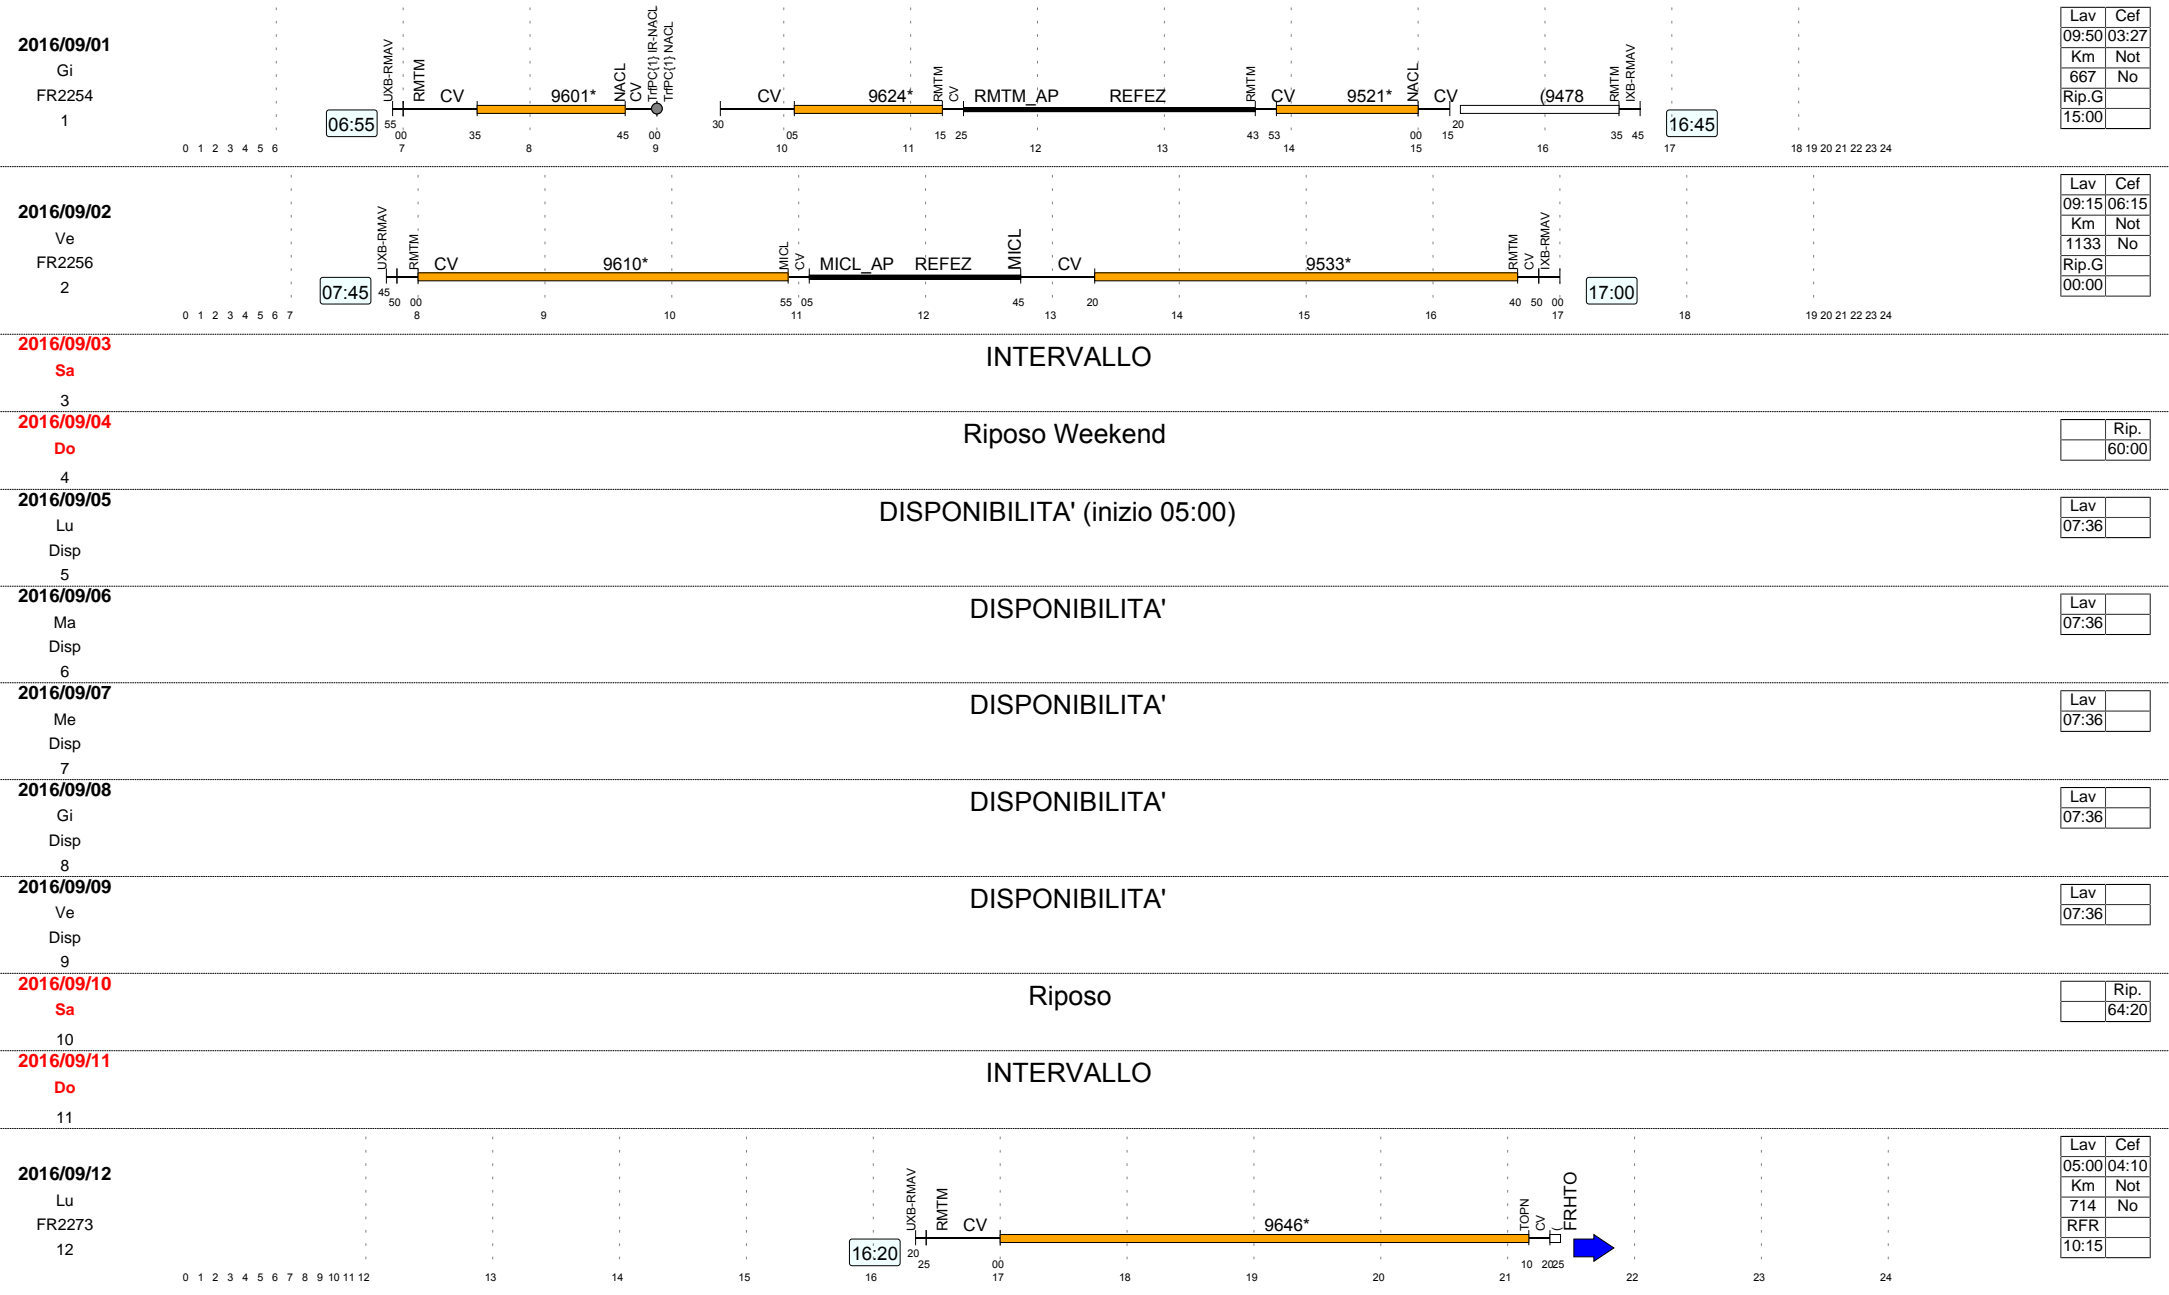 2016/09/01
Gi
FR2254
1
06:55
UXB-RMAV RMTM CV 9601* NACL CV TrfPC{1} IR-NACL TrfPC{1} NACL CV 9624* RMTM CV RMTM_AP REFEZ RMTM CV 9521* NACL CV (9478 RMTM IXB-RMAV
55 00 35 45 00 30 05 15 25 43 53 00 15 20 35 45
16:45
0 1 2 3 4 5 6 7 8 9 10 11 12 13 14 15 16 17 18 19 20 21 22 23 24
Lav Cef
09:50 03:27
Km Not
667 No
Rip.G
15:00
2016/09/02
Ve
FR2256
2
07:45
UXB-RMAV RMTM CV 9610* MICL CV MICL_AP REFEZ MICL CV 9533* RMTM CV IXB-RMAV
45 50 00 55 05 45 20 40 50 00
17:00
0 1 2 3 4 5 6 7 8 9 10 11 12 13 14 15 16 17 18 19 20 21 22 23 24
Lav Cef
09:15 06:15
Km Not
1133 No
Rip.G
00:00
2016/09/03
Sa
3
INTERVALLO
2016/09/04
Do
4
Riposo Weekend
Rip.
60:00
2016/09/05
Lu
Disp
5
DISPONIBILITA' (inizio 05:00)
Lav
07:36
2016/09/06
Ma
Disp
6
DISPONIBILITA'
Lav
07:36
2016/09/07
Me
Disp
7
DISPONIBILITA'
Lav
07:36
2016/09/08
Gi
Disp
8
DISPONIBILITA'
Lav
07:36
2016/09/09
Ve
Disp
9
DISPONIBILITA'
Lav
07:36
2016/09/10
Sa
10
Riposo
Rip.
64:20
2016/09/11
Do
11
INTERVALLO
2016/09/12
Lu
FR2273
12
16:20
UXB-RMAV RMTM CV 9646* TOPN CV ( FRHTO
20 25 00 10 20 25
0 1 2 3 4 5 6 7 8 9 10 11 12 13 14 15 16 17 18 19 20 21 22 23 24
Lav Cef
05:00 04:10
Km Not
714 No
RFR
10:15